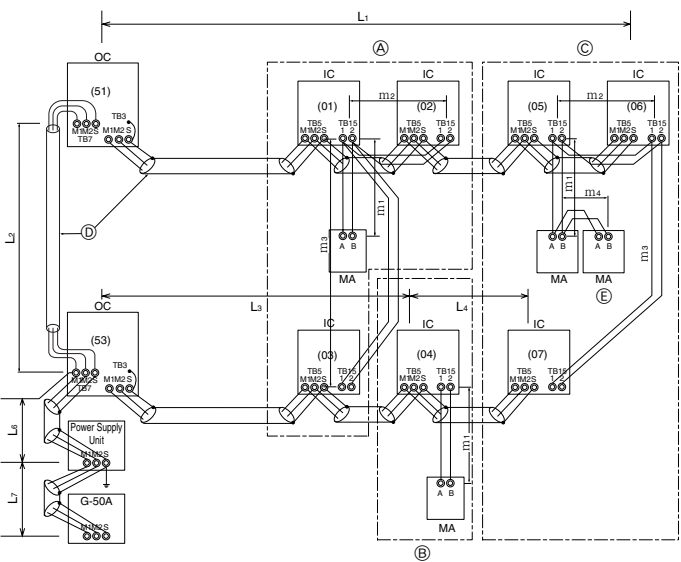 L1
A
C
OC
IC
IC
IC
IC
(51)
(01)
(02)
(05)
(06)
m2
m2
TB3
M1M2S
TB7
M1M2 S
TB5
M1M2S
TB15
1 2
TB5
M1M2S
TB15
1 2
TB5
M1M2S
TB15
1 2
TB5
M1M2S
TB15
1 2
L2
D
m1
m3
m1
m4
m3
A B
MA
A B
MA
A B
MA
E
L3
L4
OC
IC
IC
IC
(53)
(03)
(04)
(07)
TB3
M1M2S
TB7
M1M2 S
TB5
M1M2S
TB15
1 2
TB5
M1M2S
TB15
1 2
TB5
M1M2S
TB15
1 2
L6
Power Supply
Unit
M1M2S
m1
L7
G-50A
M1M2S
A B
MA
B